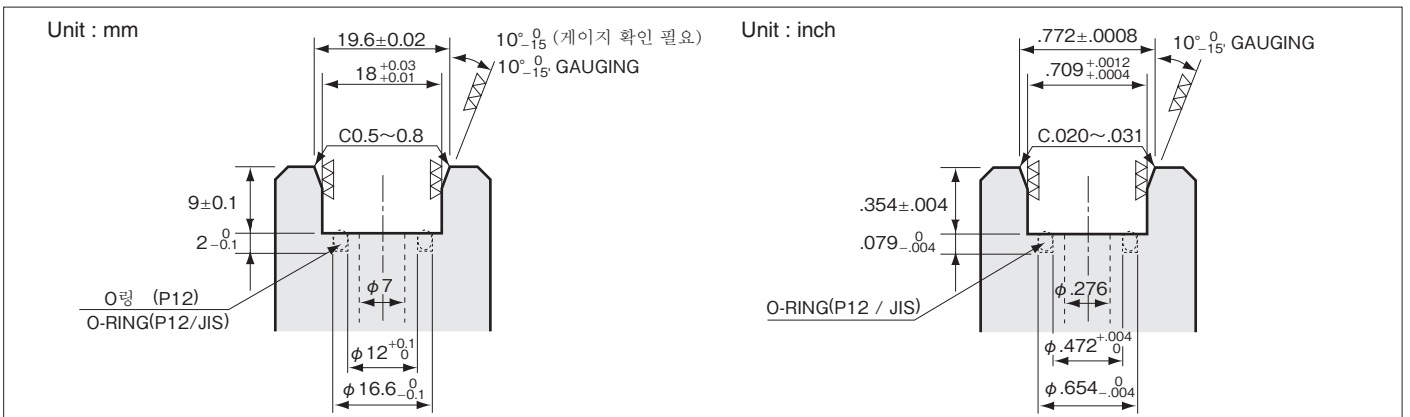 Unit : mm
19.6±0.02
10° 0 -15' (게이지 확인 필요)
10° 0 -15' GAUGING
18 +0.03 +0.01
C0.5～0.8
9±0.1
2 0 -0.1
φ7
O링 (P12)
O-RING(P12/JIS)
φ12 +0.1 0
φ16.6 0 -0.1
Unit : inch
.772±.0008
10° 0 -15' GAUGING
.709 +.0012 +.0004
C.020～.031
.354±.004
.079 0 -.004
φ.276
O-RING(P12 / JIS)
φ.472 +.004 0
φ.654 0 -.004